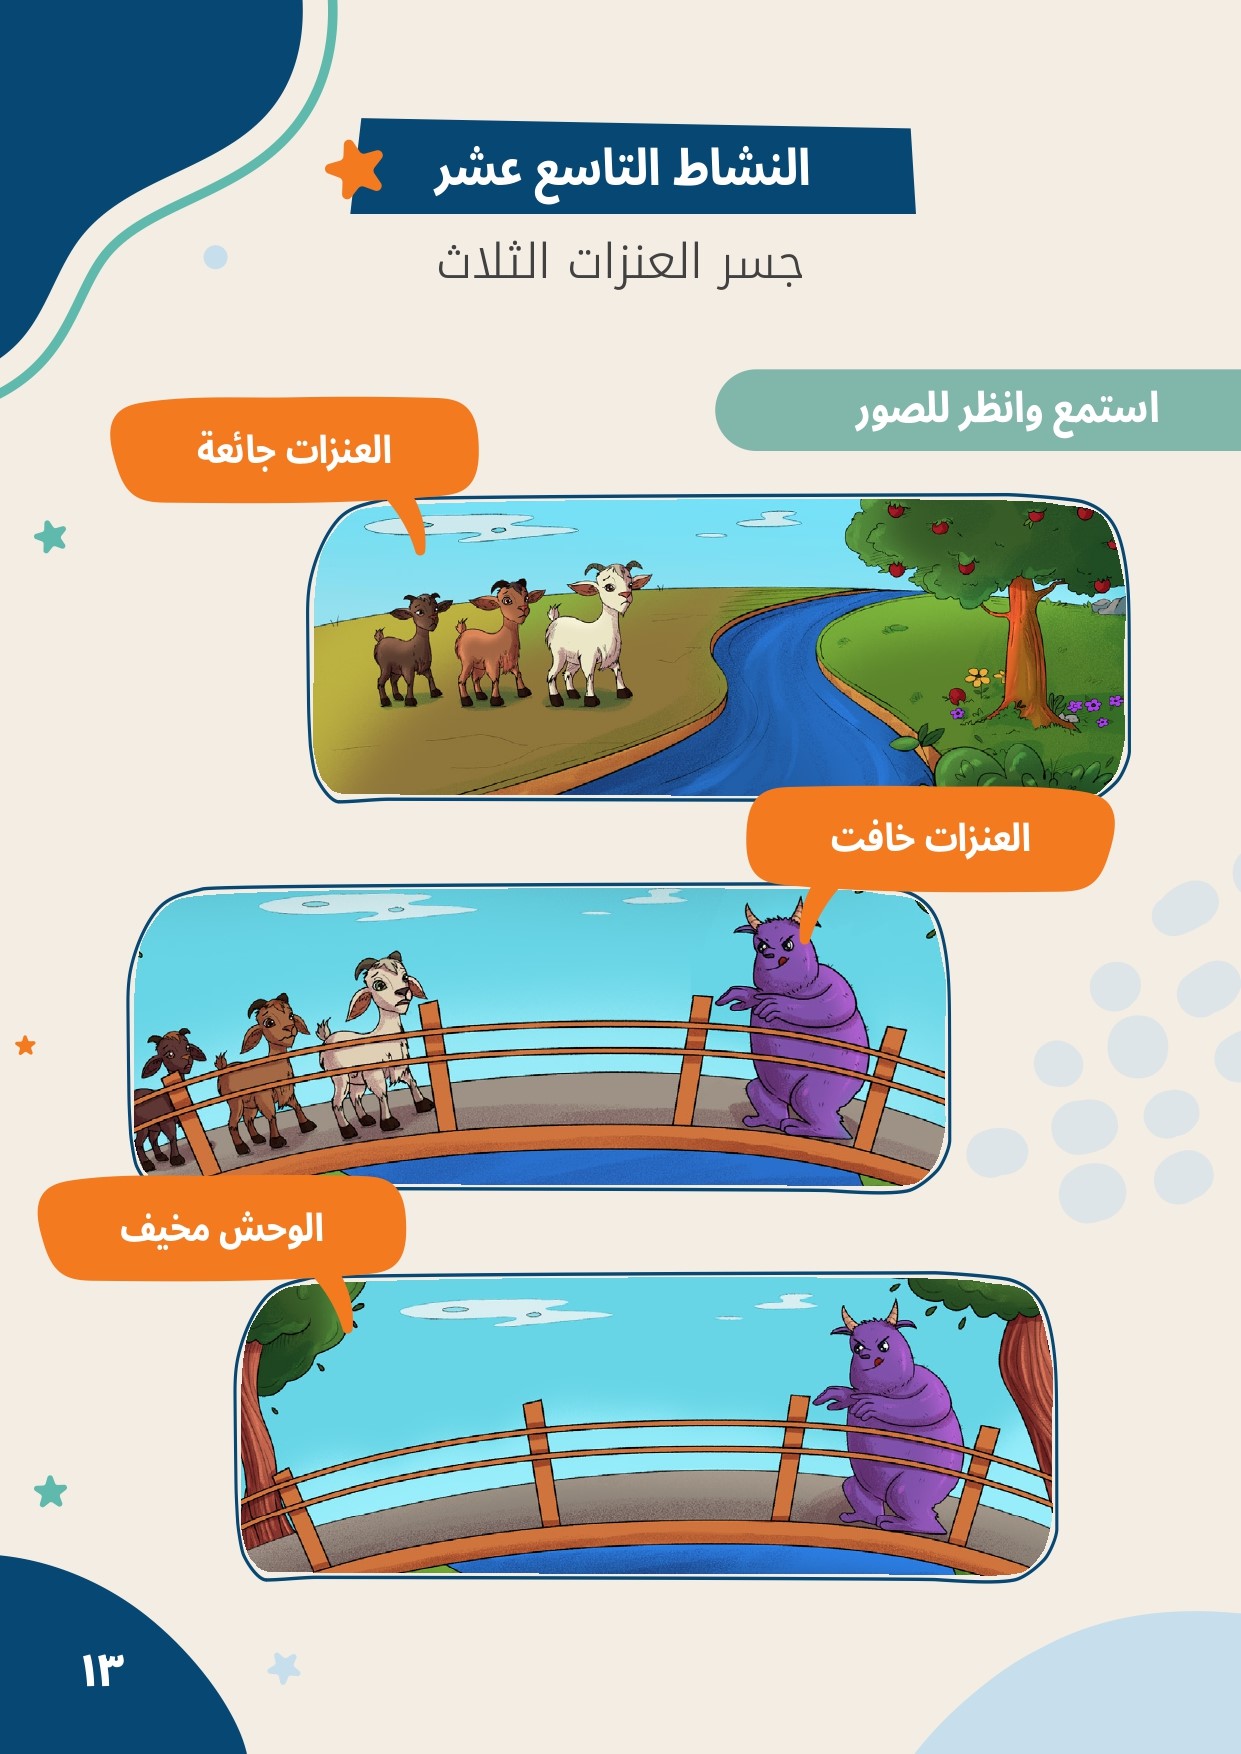 النشاط التاسع عشر
جسر العنزات الثلاث
استمع وانظر للصور
العنزات جائعة
العنزات خافت
الوحش مخيف
١٣